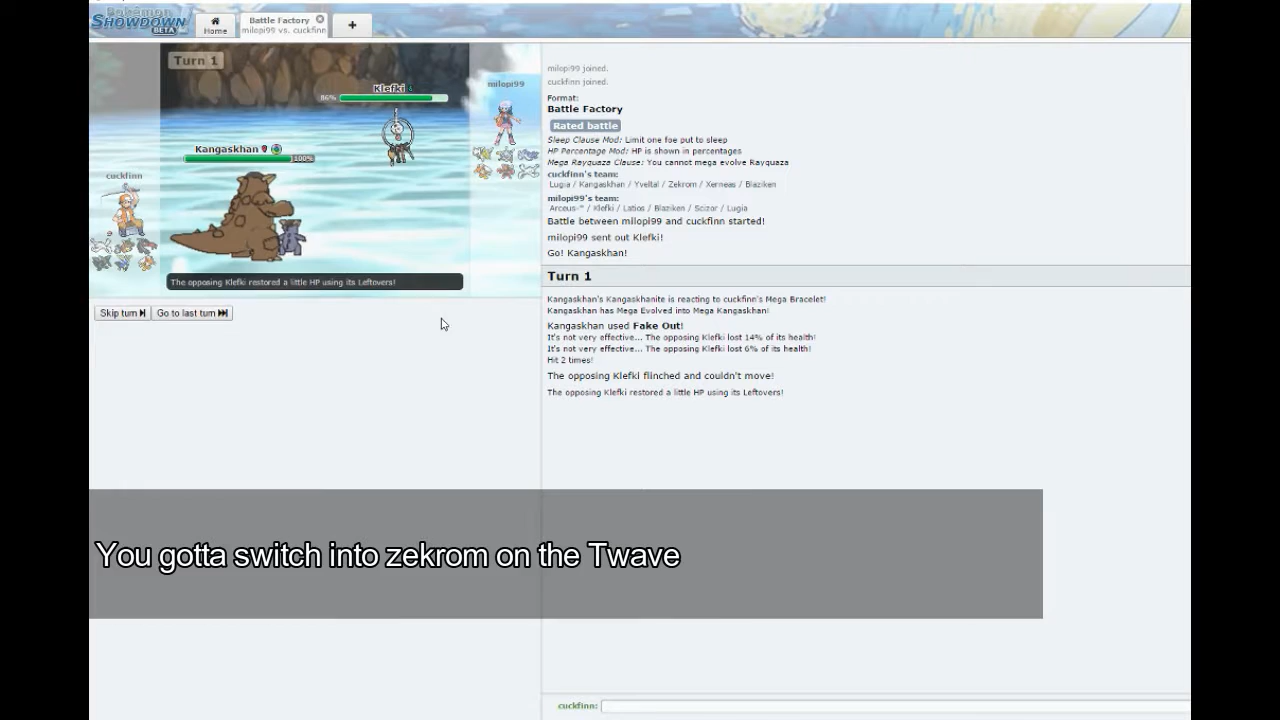 Pokémon
SHOWDOWN
BETA
Home
Battle Factory
milopi99 vs. cuckfinn
+
Turn 1
Klefki
86%
Kangaskhan
100%
cuckfinn
milopi99
The opposing Klefki restored a little HP using its Leftovers!
Skip turn
Go to last turn
milopi99 joined.
cuckfinn joined.
Format:
Battle Factory
Rated battle
Sleep Clause Mod: Limit one foe put to sleep
HP Percentage Mod: HP is shown in percentages
Mega Rayquaza Clause: You cannot mega evolve Rayquaza
cuckfinn's team:
Lugia / Kangaskhan / Yveltal / Zekrom / Xerneas / Blaziken
milopi99's team:
Arceus-* / Klefki / Latios / Blaziken / Scizor / Lugia
Battle between milopi99 and cuckfinn started!
milopi99 sent out Klefki!
Go! Kangaskhan!
Turn 1
Kangaskhan's Kangaskhanite is reacting to cuckfinn's Mega Bracelet!
Kangaskhan has Mega Evolved into Mega Kangaskhan!
Kangaskhan used Fake Out!
It's not very effective... The opposing Klefki lost 14% of its health!
It's not very effective... The opposing Klefki lost 6% of its health!
Hit 2 times!
The opposing Klefki flinched and couldn't move!
The opposing Klefki restored a little HP using its Leftovers!
You gotta switch into zekrom on the Twave
cuckfinn: